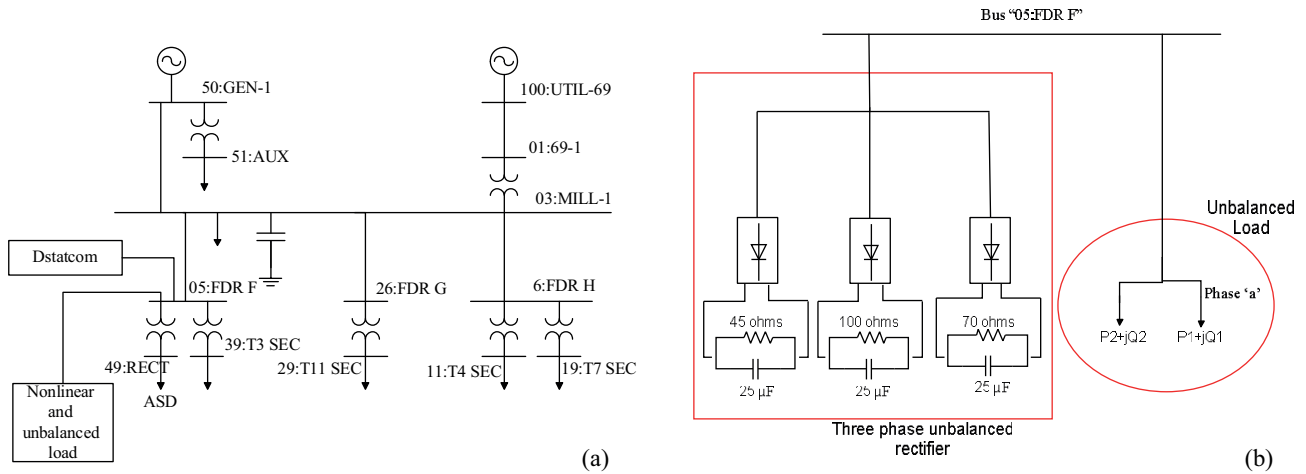 50:GEN-1
100:UTIL-69
51:AUX
01:69-1
03:MILL-1
Dstatcom
05:FDR F
26:FDR G
6:FDR H
39:T3 SEC
49:RECT
29:T11 SEC
11:T4 SEC
19:T7 SEC
ASD
Nonlinear
and
unbalanced
load
(a)
Bus “05:FDR F”
Unbalanced
Load
Phase ‘a’
45 ohms
100 ohms
70 ohms
P2+jQ2
P1+jQ1
25 µF
25 µF
25 µF
Three phase unbalanced
rectifier
(b)